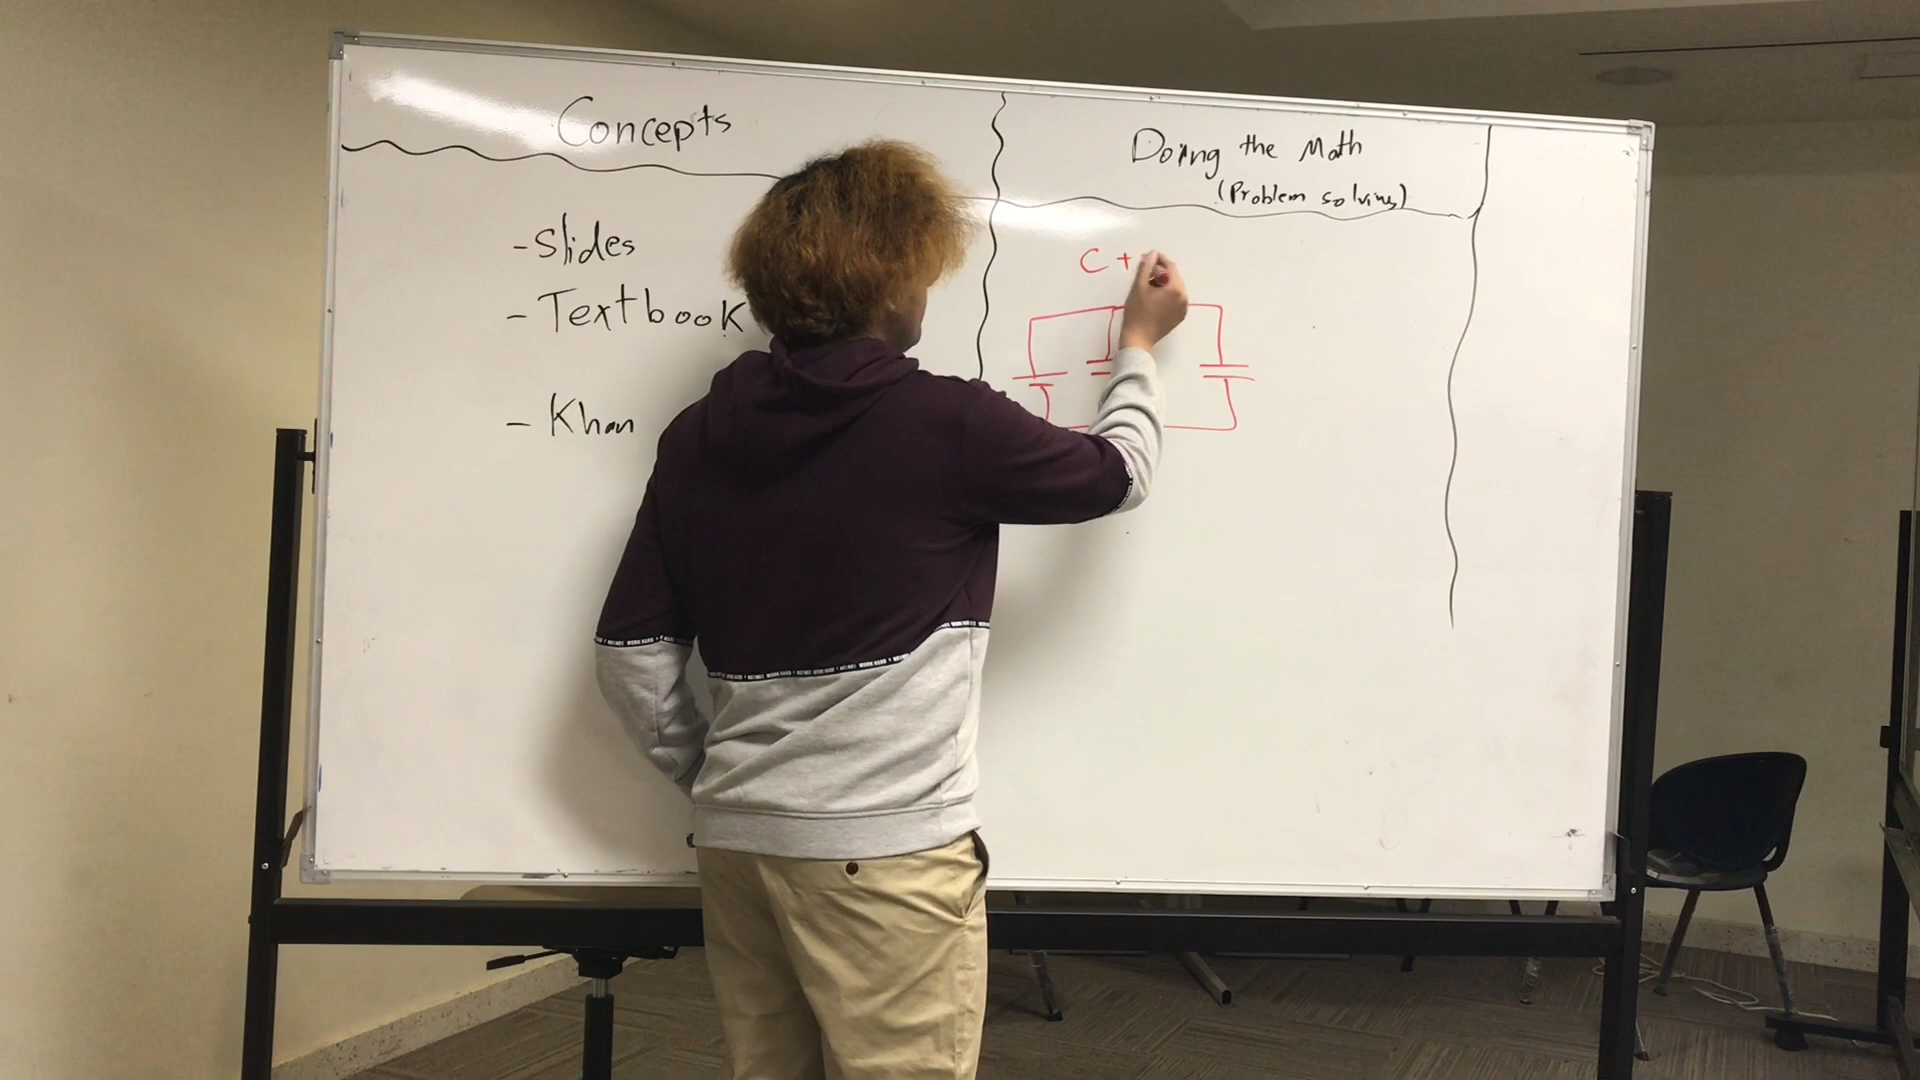 Concepts
- Slides
- Textbook
- Khan
Doing the Math
(Problem solving)
C +